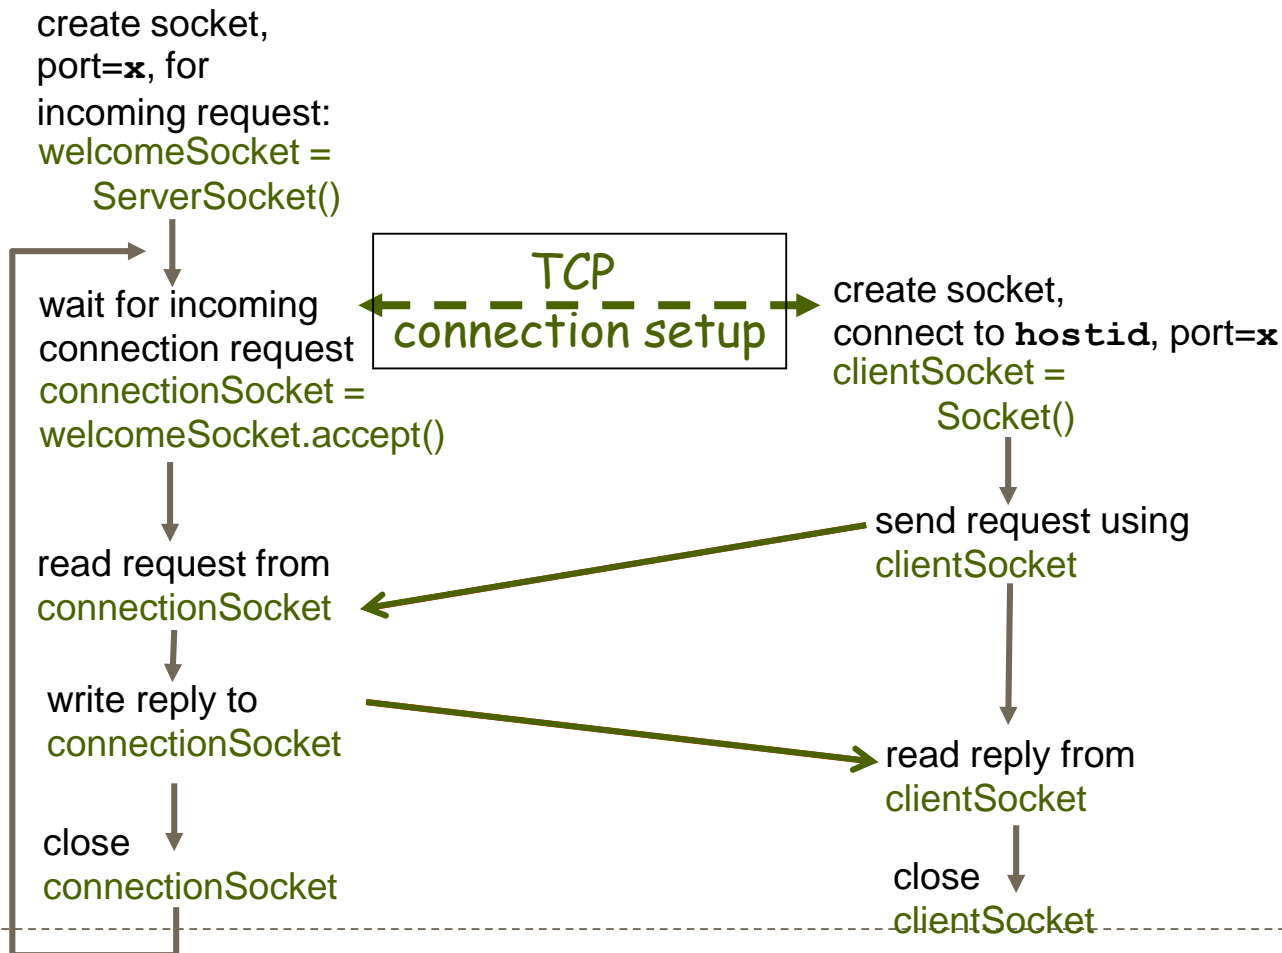 create socket,
port=x, for
incoming request:
welcomeSocket =
ServerSocket()
wait for incoming
connection request
connectionSocket =
welcomeSocket.accept()
read request from
connectionSocket
write reply to
connectionSocket
close
connectionSocket
TCP
connection setup
create socket,
connect to hostid, port=x
clientSocket =
Socket()
send request using
clientSocket
read reply from
clientSocket
close
clientSocket